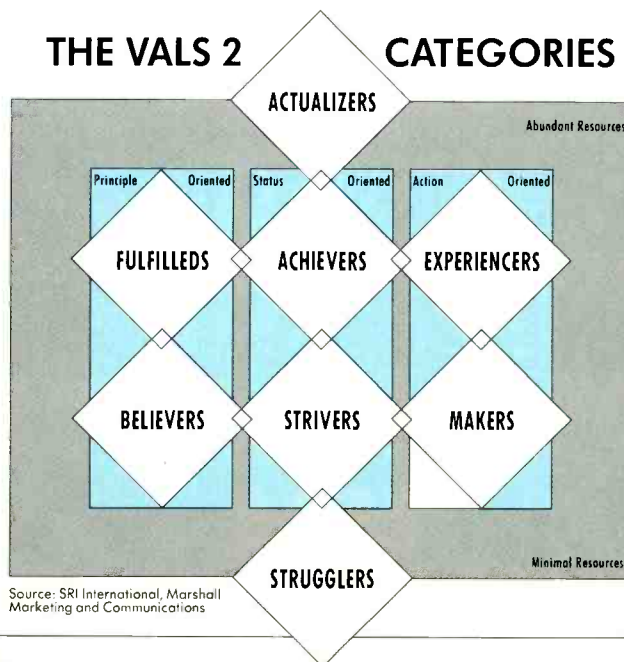 THE VALS 2 CATEGORIES
ACTUALIZERS
Abundant Resources
Principle Oriented Status Oriented Action Oriented
FULFILLEDS ACHIEVERS EXPERIENCERS
BELIEVERS STRIVERS MAKERS
Minimal Resources
STRUGGLERS
Source: SRI International, Marshall
Marketing and Communications